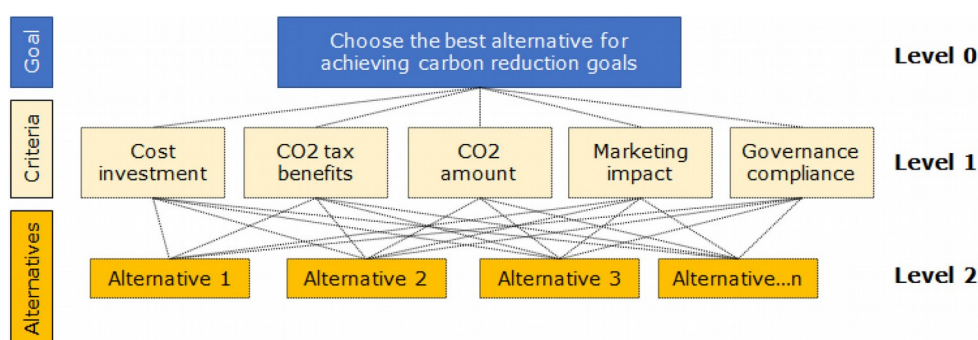 Goal
Choose the best alternative for
achieving carbon reduction goals
Level 0
Criteria
Cost
investment
CO2 tax
benefits
CO2
amount
Marketing
impact
Governance
compliance
Level 1
Alternatives
Alternative 1
Alternative 2
Alternative 3
Alternative...n
Level 2